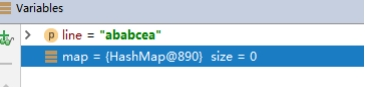 Variables
p line = "ababcea"
map = {HashMap@890} size = 0